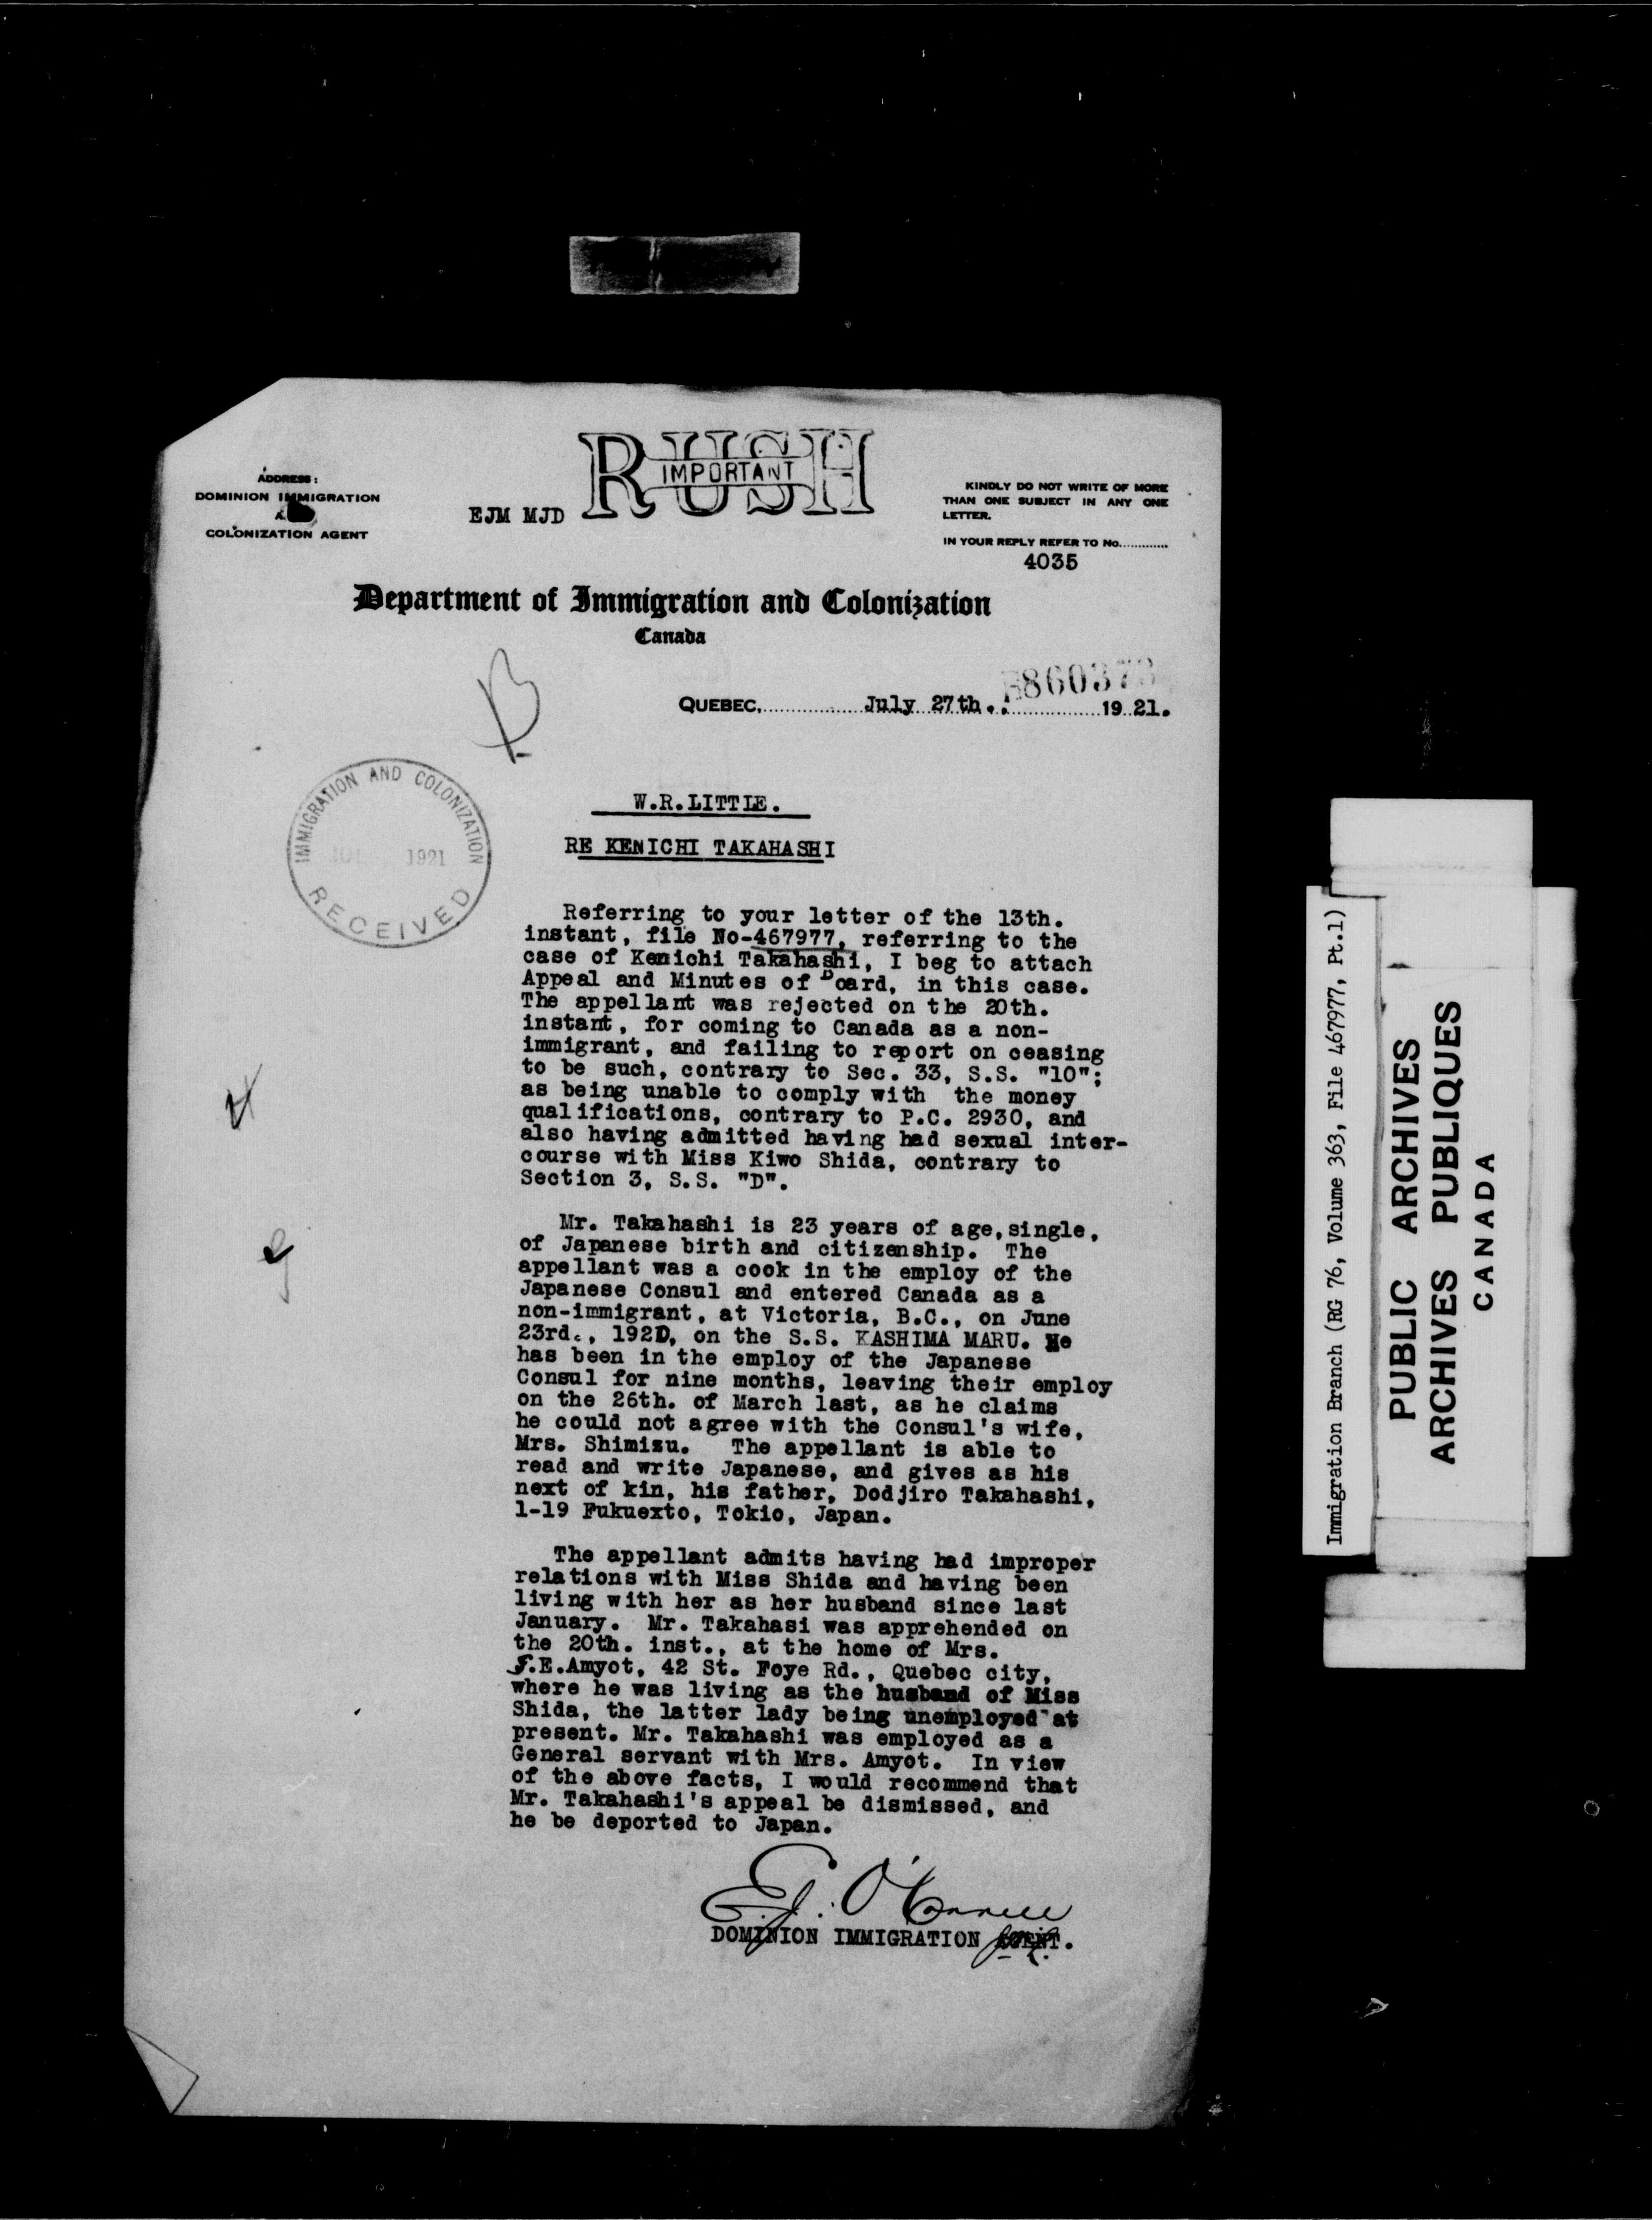 RUSH
IMPORTANT
ADDRESS:
DOMINION IMMIGRATION
COLONIZATION AGENT
EJM MJD
KINDLY DO NOT WRITE OF MORE
THAN ONE SUBJECT IN ANY ONE
LETTER.
IN YOUR REPLY REFER TO No.............
4035
Department of Immigration and Colonization
Canada
B
860373
QUEBEC, July 27th., 1921.
IMMIGRATION AND COLONIZATION
1921
RECEIVED
W.R.LITTLE.
RE KENICHI TAKAHASHI
Referring to your letter of the 13th.
instant, file No-467977, referring to the
case of Kenichi Takahashi, I beg to attach
Appeal and Minutes of Board, in this case.
The appellant was rejected on the 20th.
instant, for coming to Canada as a non-
immigrant, and failing to report on ceasing
to be such, contrary to Sec. 33, S.S. "10";
as being unable to comply with the money
qualifications, contrary to P.C. 2930, and
also having admitted having had sexual inter-
course with Miss Kiwo Shida, contrary to
Section 3, S.S. "D".
Mr. Takahashi is 23 years of age,single,
of Japanese birth and citizenship. The
appellant was a cook in the employ of the
Japanese Consul and entered Canada as a
non-immigrant, at Victoria, B.C., on June
23rd., 1920, on the S.S. KASHIMA MARU. He
has been in the employ of the Japanese
Consul for nine months, leaving their employ
on the 26th. of March last, as he claims
he could not agree with the Consul's wife,
Mrs. Shimizu. The appellant is able to
read and write Japanese, and gives as his
next of kin, his father, Dodjiro Takahashi,
1-19 Fukuexto, Tokio, Japan.
The appellant admits having had improper
relations with Miss Shida and having been
living with her as her husband since last
January. Mr. Takahasi was apprehended on
the 20th. inst., at the home of Mrs.
J.E.Amyot, 42 St. Foye Rd., Quebec city,
where he was living as the husband of Miss
Shida, the latter lady being unemployed at
present. Mr. Takahashi was employed as a
General servant with Mrs. Amyot. In view
of the above facts, I would recommend that
Mr. Takahashi's appeal be dismissed, and
he be deported to Japan.
E.J. O'Connell
DOMINION IMMIGRATION AGENT.
Immigration Branch (RG 76, Volume 363, File 467977, Pt.1)
PUBLIC ARCHIVES
ARCHIVES PUBLIQUES
CANADA